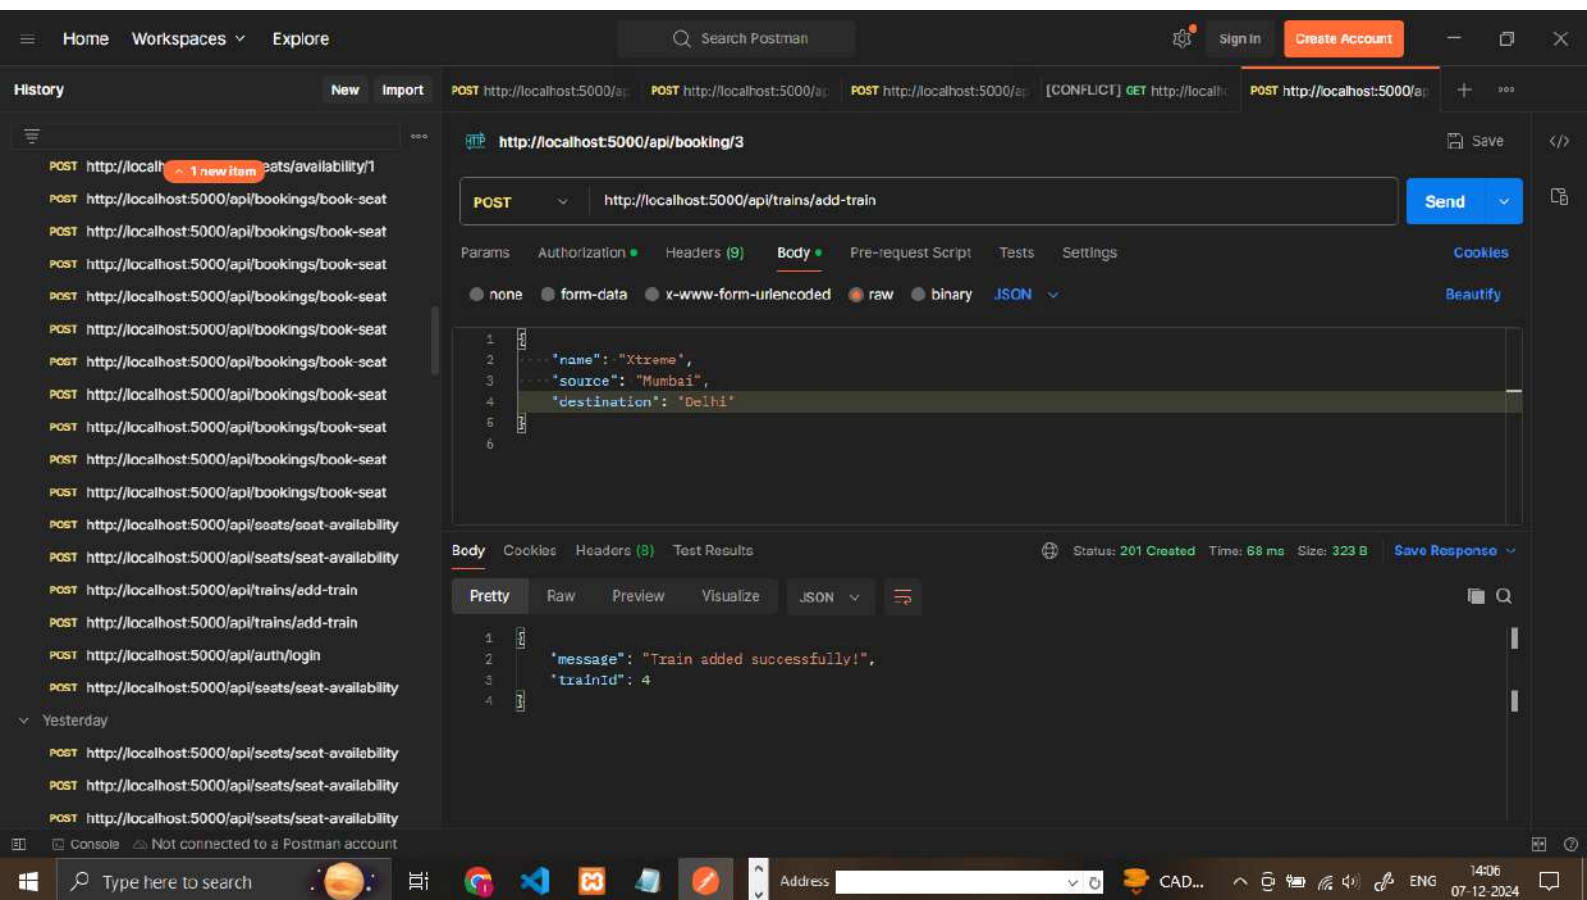 Home Workspaces Explore Search Postman Sign In Create Account
History New Import
POST http://localhost:5000/ap POST http://localhost:5000/ap POST http://localhost:5000/ap [CONFLICT] GET http://localh POST http://localhost:5000/ap
http://localhost:5000/api/booking/3 Save
POST http://localhost:5000/api/trains/add-train Send
Params Authorization Headers (9) Body Pre-request Script Tests Settings Cookies
none form-data x-www-form-urlencoded raw binary JSON Beautify
1 {
2 "name": "Xtreme",
3 "source": "Mumbai",
4 "destination": "Delhi"
5 }
6
Body Cookies Headers (8) Test Results Status: 201 Created Time: 68 ms Size: 323 B Save Response
Pretty Raw Preview Visualize JSON
1 {
2 "message": "Train added successfully!",
3 "trainId": 4
4 }
1 new item
POST http://localh eats/availability/1
POST http://localhost:5000/api/bookings/book-seat
POST http://localhost:5000/api/bookings/book-seat
POST http://localhost:5000/api/bookings/book-seat
POST http://localhost:5000/api/bookings/book-seat
POST http://localhost:5000/api/bookings/book-seat
POST http://localhost:5000/api/bookings/book-seat
POST http://localhost:5000/api/bookings/book-seat
POST http://localhost:5000/api/bookings/book-seat
POST http://localhost:5000/api/bookings/book-seat
POST http://localhost:5000/api/bookings/book-seat
POST http://localhost:5000/api/seats/seat-availability
POST http://localhost:5000/api/seats/seat-availability
POST http://localhost:5000/api/trains/add-train
POST http://localhost:5000/api/trains/add-train
POST http://localhost:5000/api/auth/login
POST http://localhost:5000/api/seats/seat-availability
Yesterday
POST http://localhost:5000/api/seats/seat-availability
POST http://localhost:5000/api/seats/seat-availability
POST http://localhost:5000/api/seats/seat-availability
Console Not connected to a Postman account
Type here to search Address CAD... ENG 14:06
07-12-2024